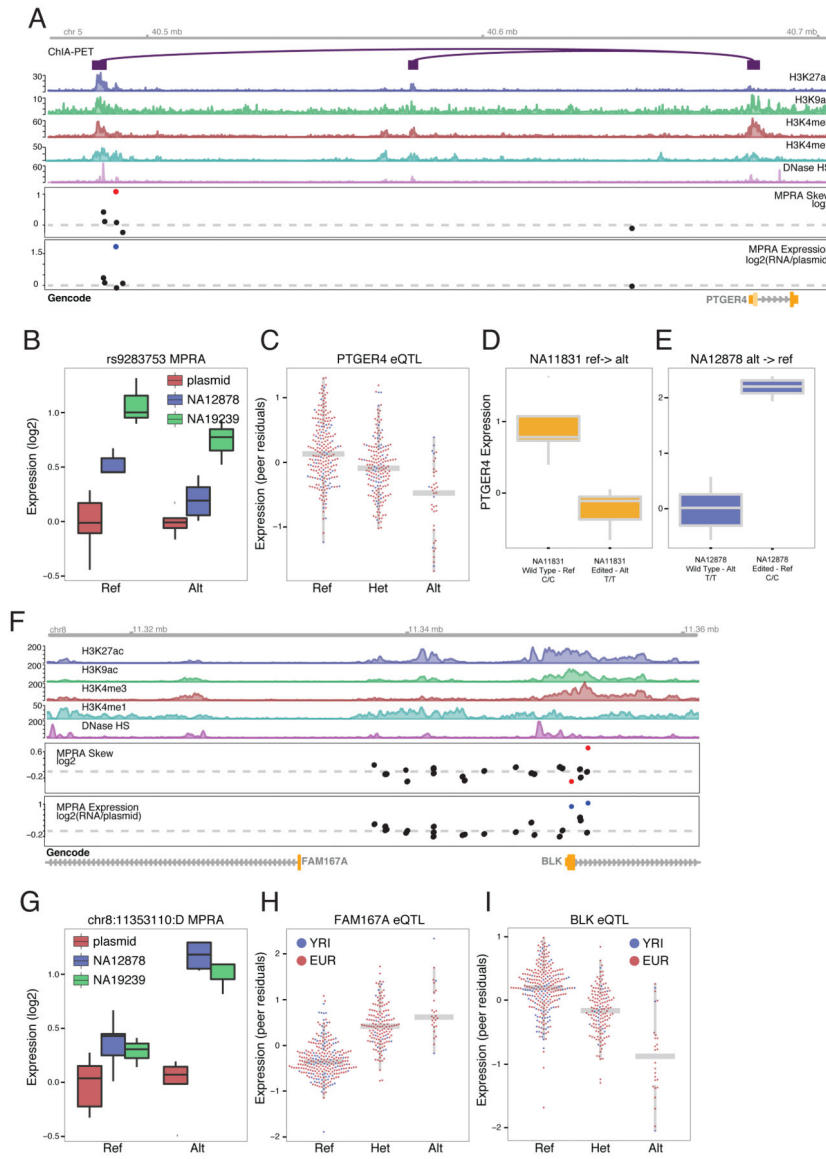 A
chr 5 40.5 mb 40.6 mb 40.7 mb
ChIA-PET
30 H3K27a
10 H3K9a
60 H3K4me
50 H3K4me
60 DNase HS
1 MPRA Skew
0 log
1.5 MPRA Expression
log2(RNA/plasmid
0
Gencode PTGER4
B
rs9283753 MPRA
plasmid
NA12878
NA19239
Expression (log2)
1.0
0.5
0.0
−0.5
Ref Alt
C
PTGER4 eQTL
Expression (peer residuals)
1
0
−1
Ref Het Alt
D
NA11831 ref-> alt
PTGER4 Expression
1
0
NA11831 NA11831
Wild Type - Ref Edited - Alt
C/C T/T
E
NA12878 alt -> ref
2
1
0
NA12878 NA12878
Wild Type - Alt Edited - Ref
T/T C/C
F
chr8 11.32 mb 11.34 mb 11.36 mb
200 H3K27ac
200 H3K9ac
200 H3K4me3
50 H3K4me1
200 DNase HS
0.6 MPRA Skew
log2
−0.2
1 MPRA Expression
log2(RNA/plasmid)
−0.2
Gencode
FAM167A BLK
G
chr8:11353110:D MPRA
plasmid
NA12878
NA19239
Expression (log2)
1.0
0.5
0.0
−0.5
Ref Alt
H
FAM167A eQTL
YRI
EUR
Expression (peer residuals)
2
1
0
−1
−2
Ref Het Alt
I
BLK eQTL
YRI
EUR
Expression (peer residuals)
1
0
−1
−2
Ref Het Alt